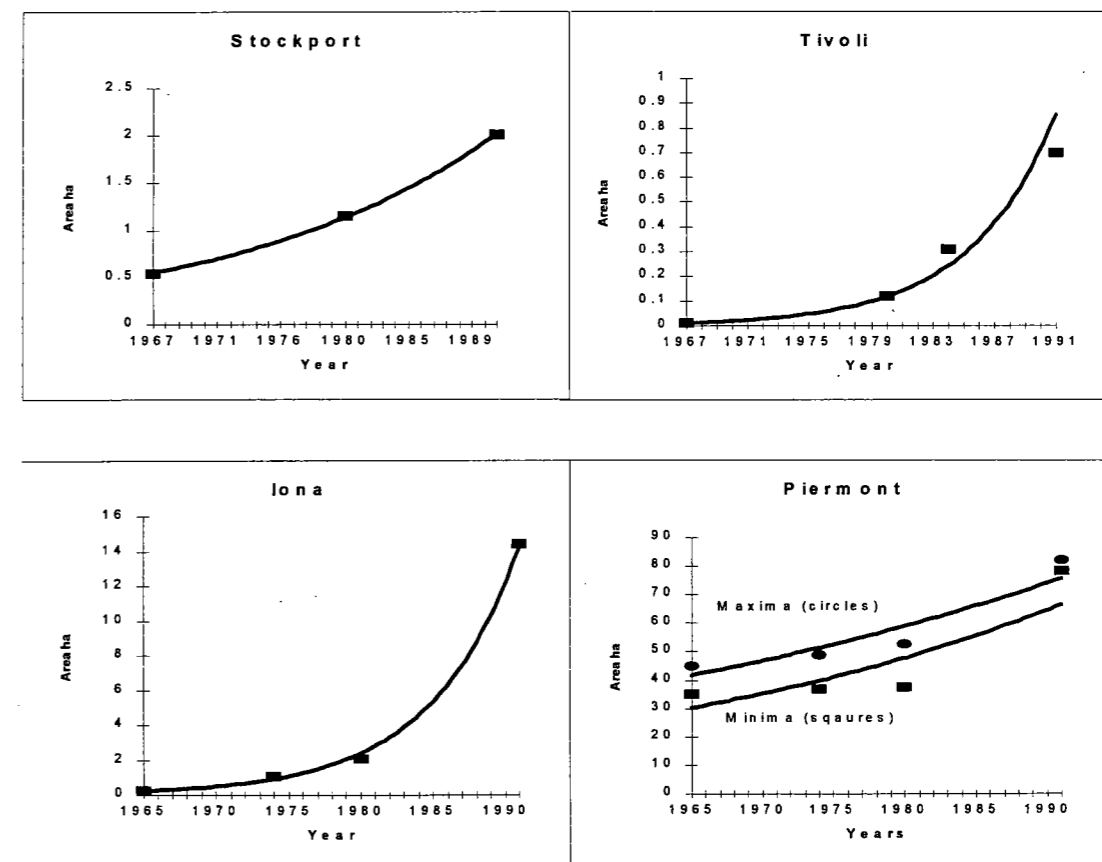 Stockport
2.5
2
1.5
1
0.5
0
Area ha
1967 1971 1976 1980 1985 1989
Year
Tivoli
1
0.9
0.8
0.7
0.6
0.5
0.4
0.3
0.2
0.1
0
Area ha
1967 1971 1975 1979 1983 1987 1991
Year
Iona
16
14
12
10
8
6
4
2
0
Area ha
1965 1970 1975 1980 1985 1990
Year
Piermont
90
80
70
60
50
40
30
20
10
0
Area ha
Maxima (circles)
Minima (sqaures)
1965 1970 1975 1980 1985 1990
Years